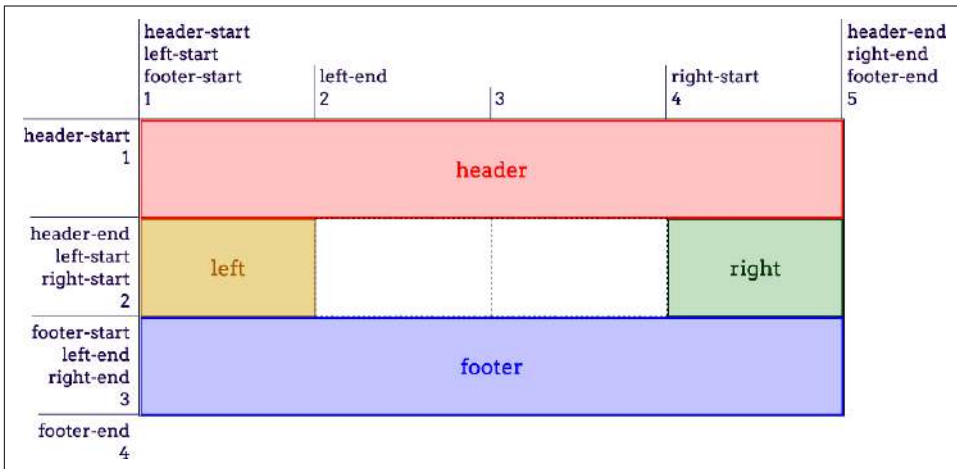 header-start
left-start
footer-start
1
left-end
2
3
right-start
4
header-end
right-end
footer-end
5
header-start
1
header
header-end
left-start
right-start
2
left
right
footer-start
left-end
right-end
3
footer
footer-end
4